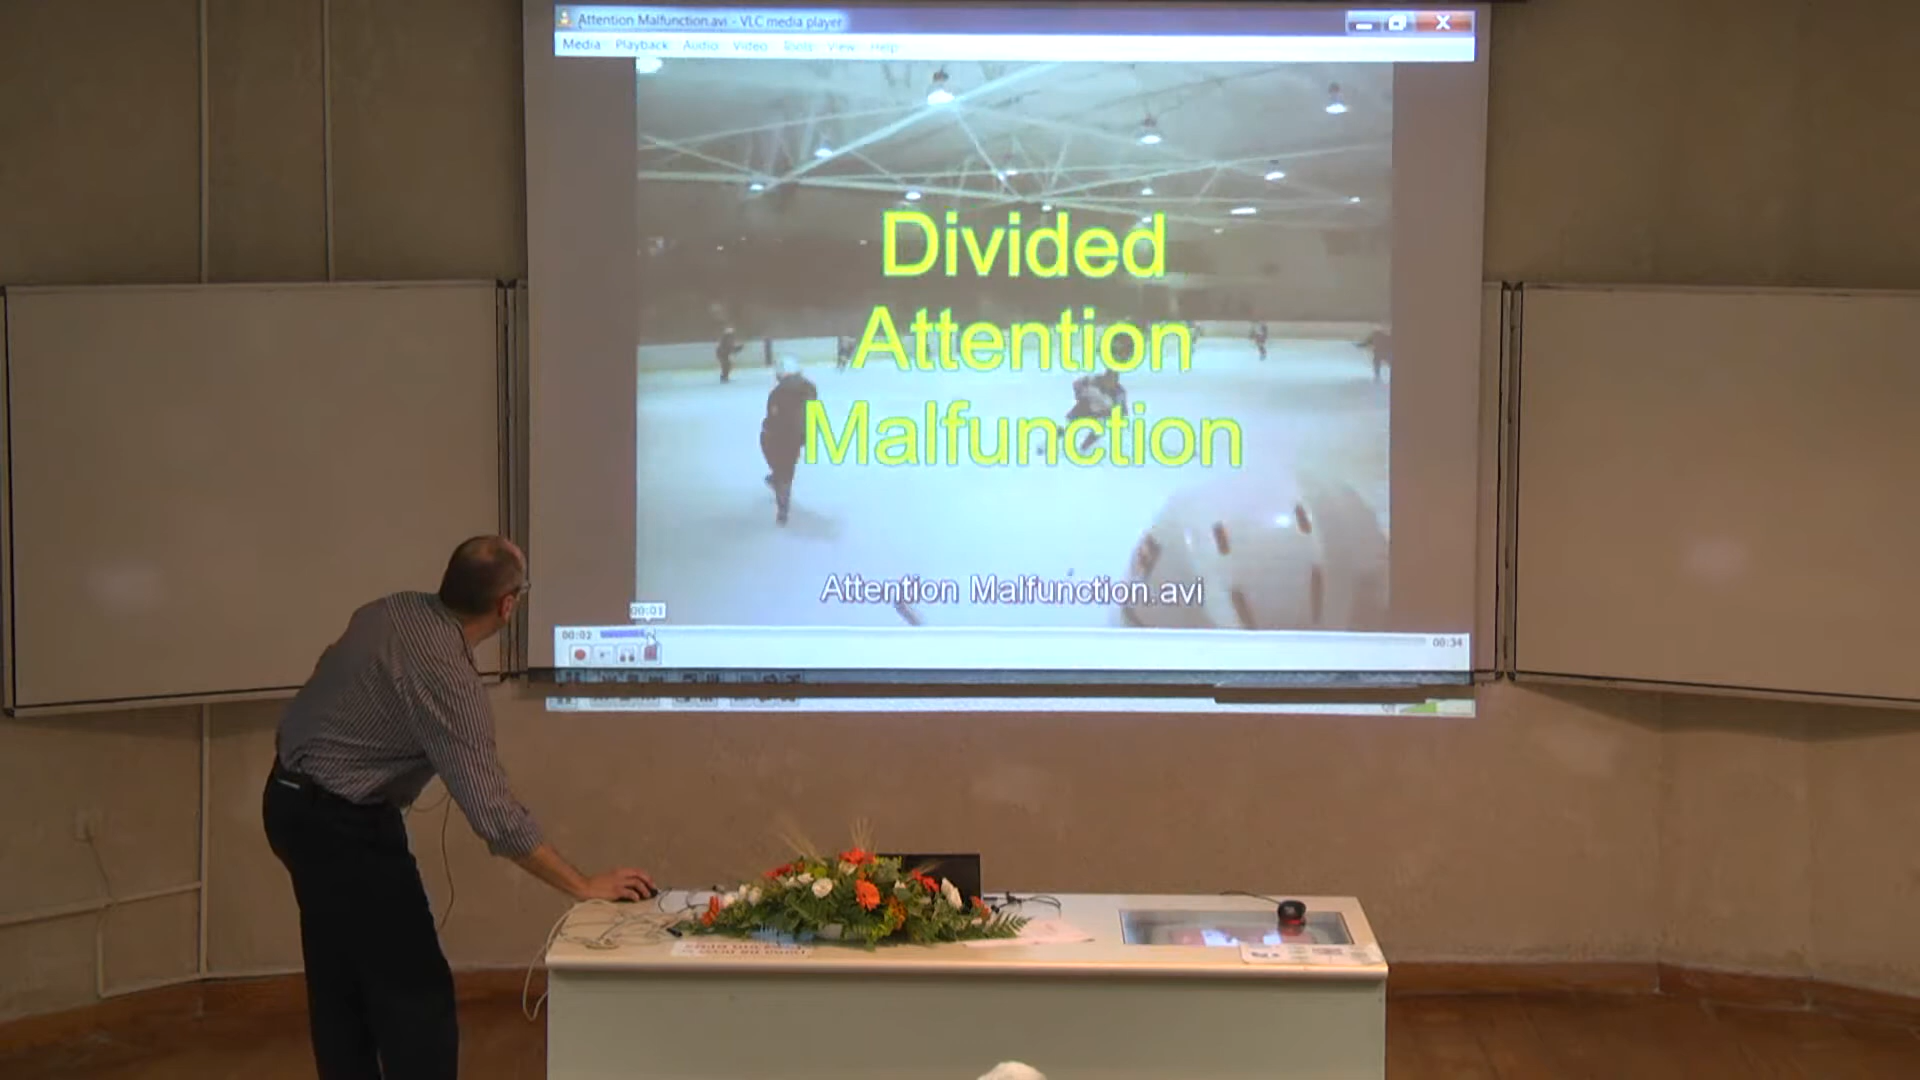 Attention Malfunction.avi - VLC media player
Media Playback Audio Video Tools View Help
Divided
Attention
Malfunction
Attention Malfunction.avi
00:01
00:02
00:34